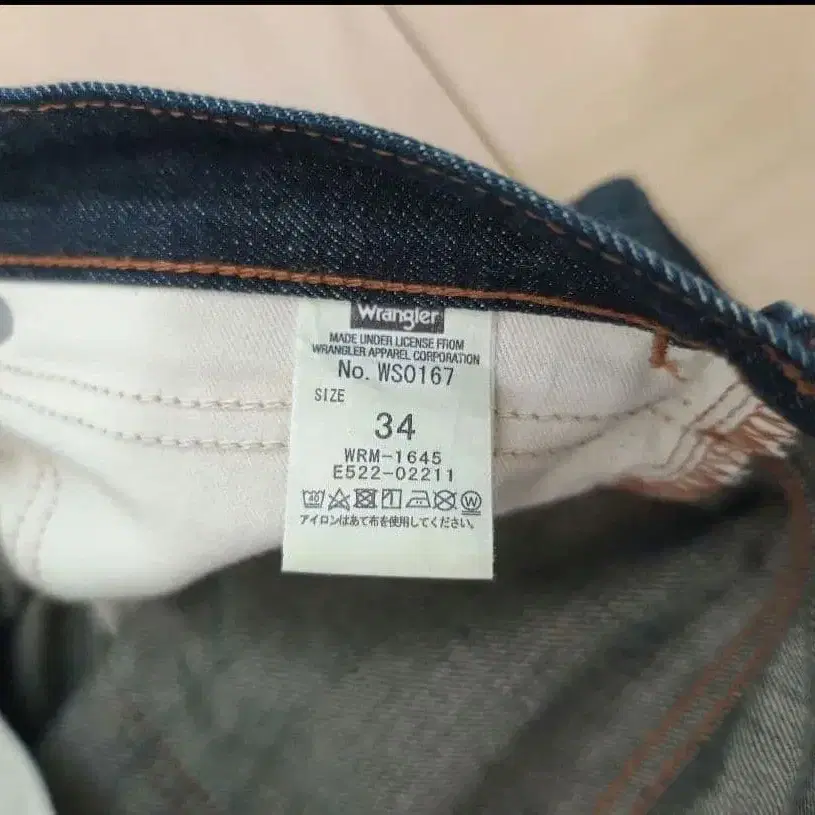 Wrangler
MADE UNDER LICENSE FROM
WRANGLER APPAREL CORPORATION
No. WS0167
SIZE
34
WRM-1645
E522-02211
40 W
アイロンはあて布を使用してください。